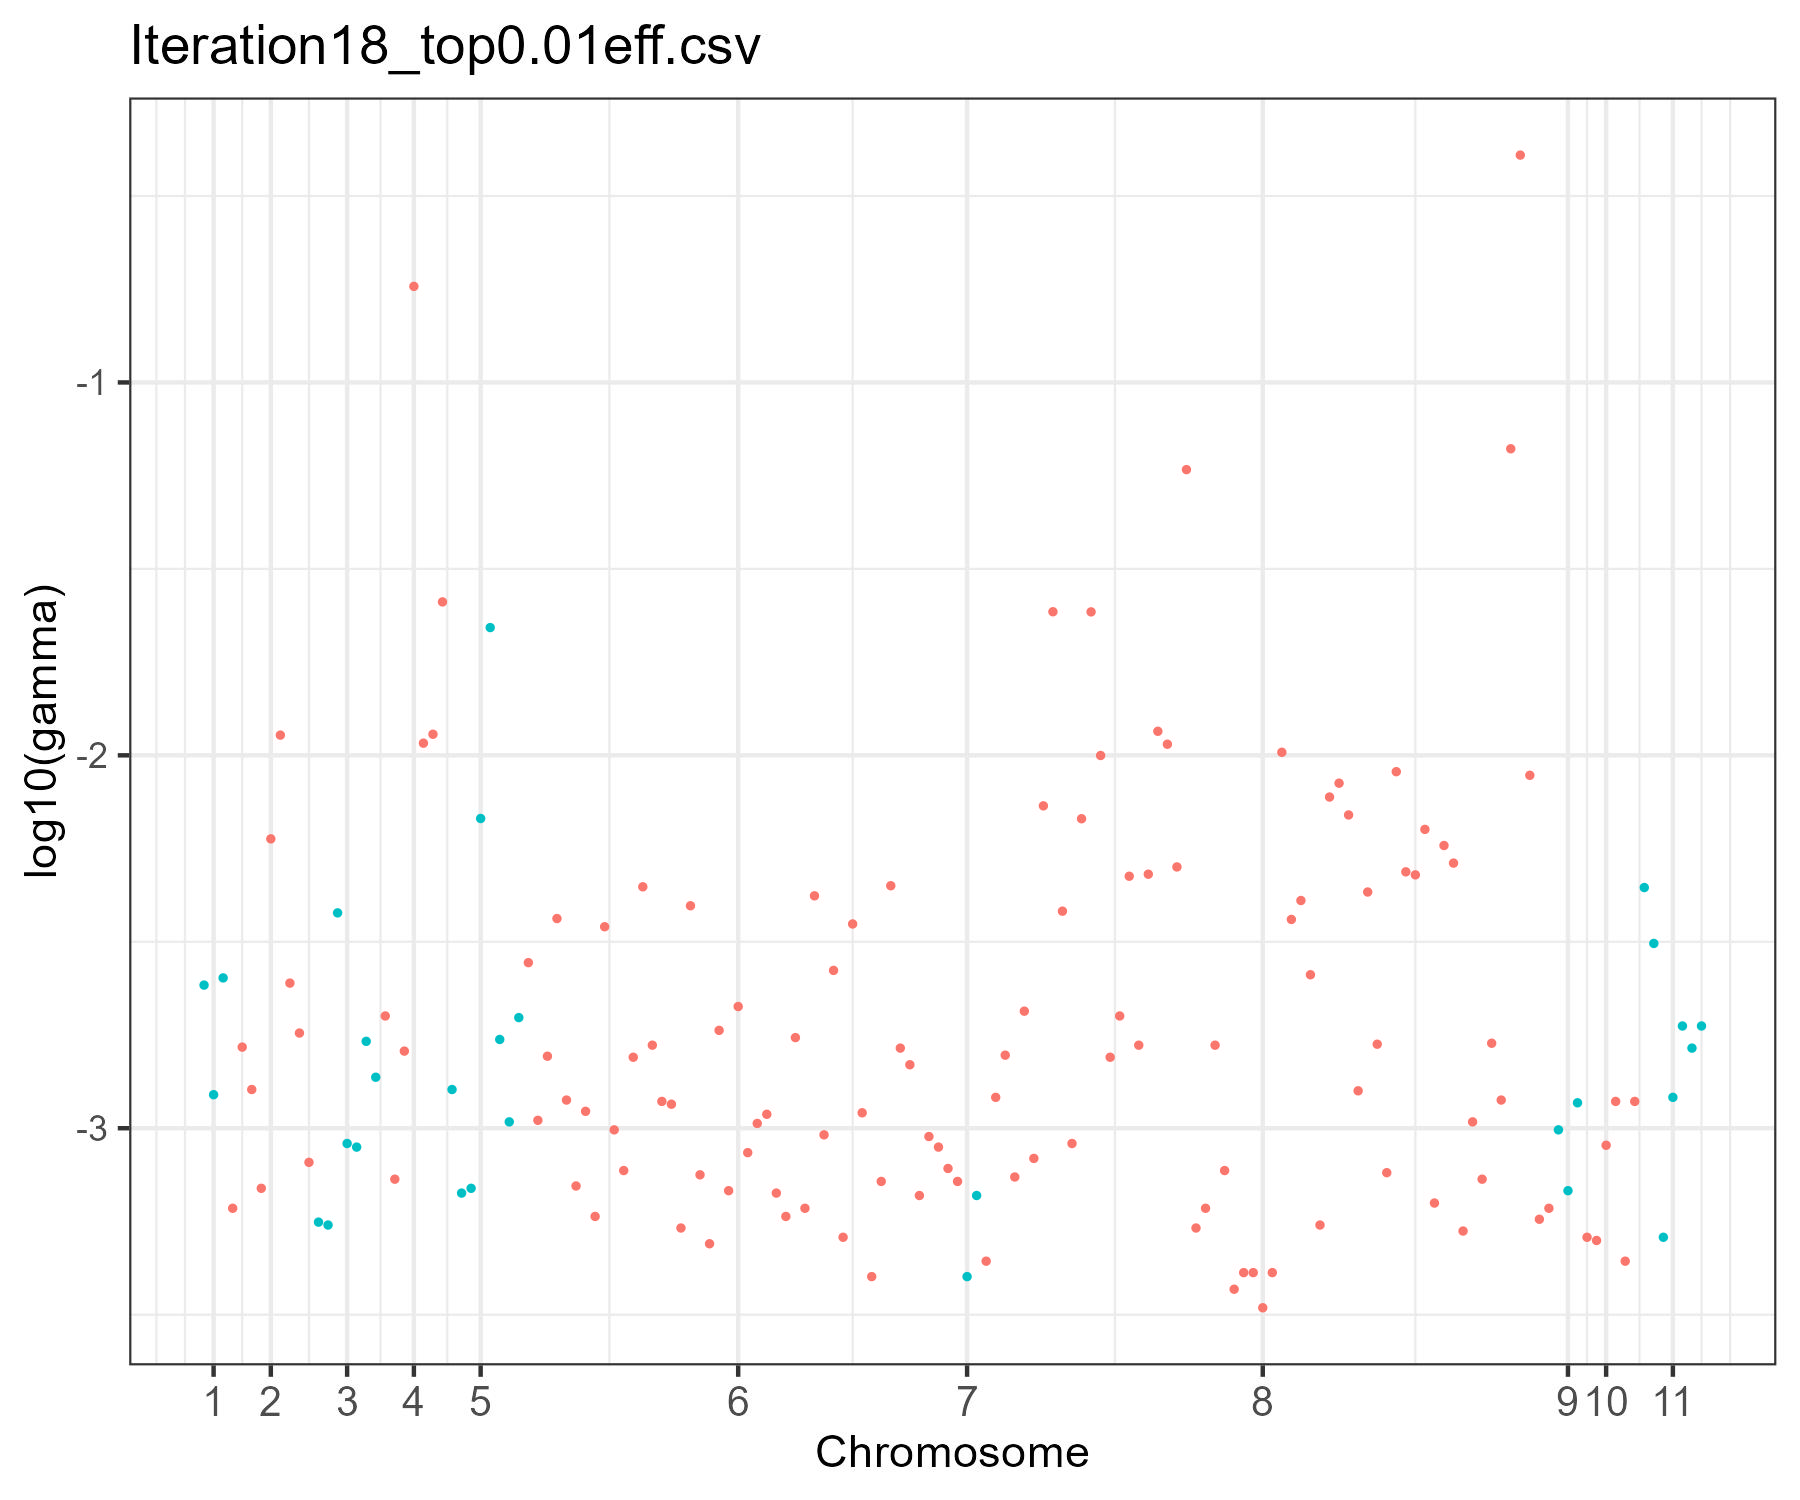 Iteration18_top0.01eff.csv
log10(gamma)
-1
-2
-3
1 2 3 4 5 6 7 8 9 10 11
Chromosome